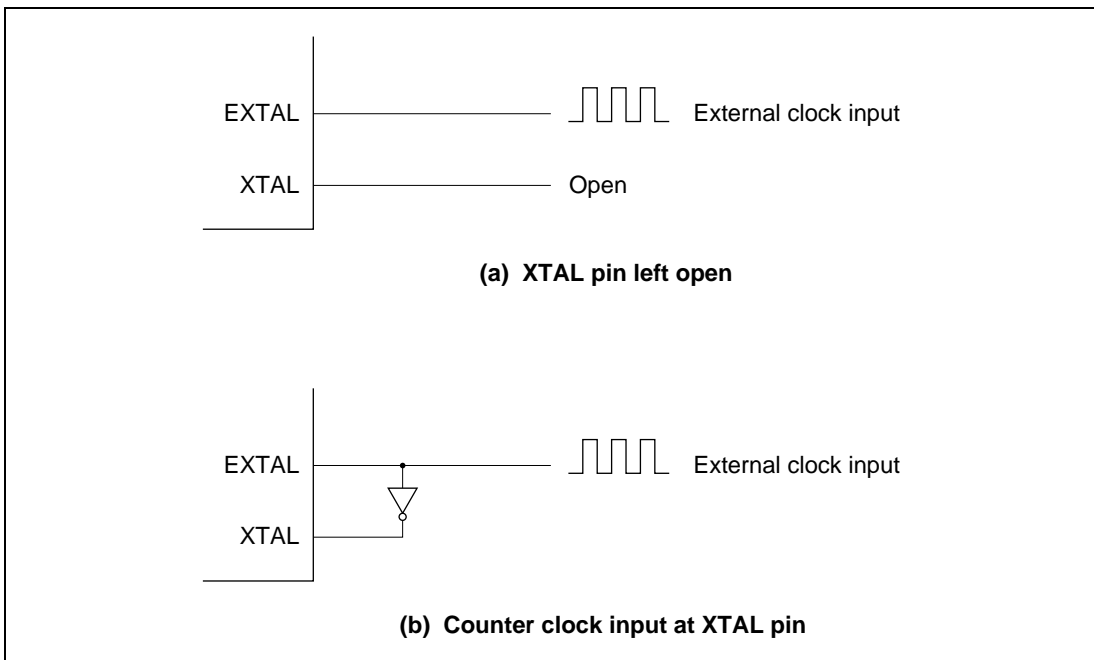 EXTAL External clock input
XTAL Open
(a) XTAL pin left open
EXTAL External clock input
XTAL
(b) Counter clock input at XTAL pin